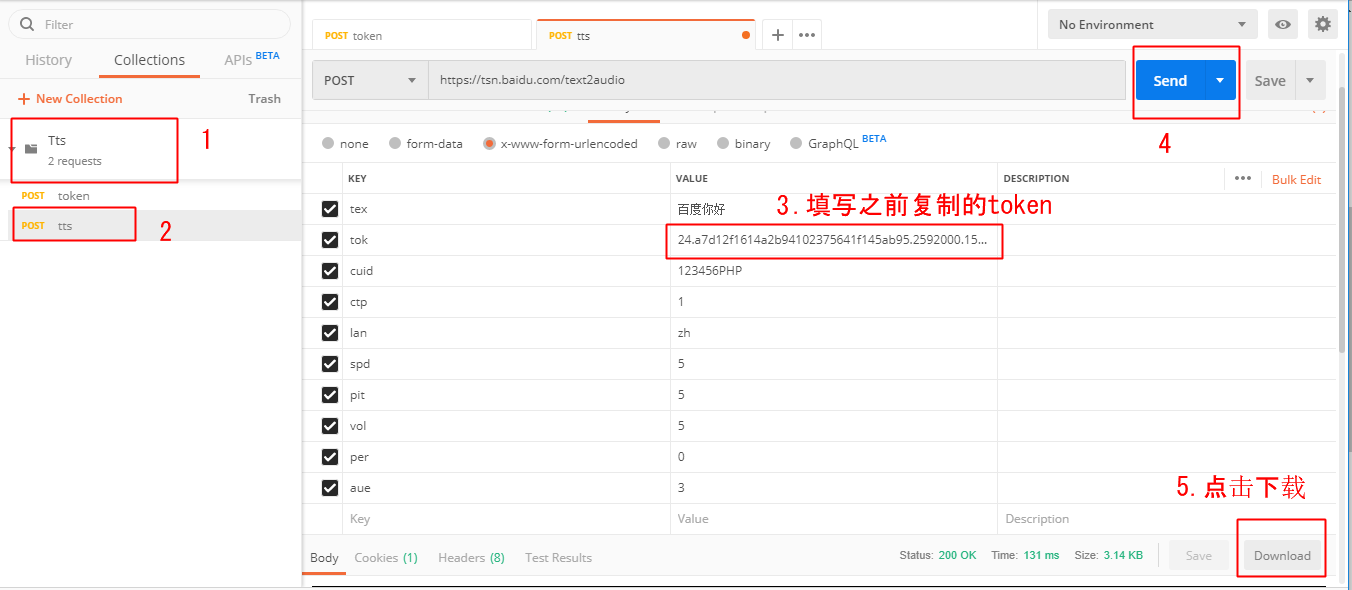 Filter
History
Collections
APIs BETA
+ New Collection
Trash
Tts
2 requests
1
POST token
POST tts
2
POST token
POST tts
+ •••
No Environment
POST
https://tsn.baidu.com/text2audio
Send
Save
4
none
form-data
x-www-form-urlencoded
raw
binary
GraphQL BETA
KEY VALUE DESCRIPTION ••• Bulk Edit
tex 百度你好
3.填写之前复制的token
tok 24.a7d12f1614a2b94102375641f145ab95.2592000.15...
cuid 123456PHP
ctp 1
lan zh
spd 5
pit 5
vol 5
per 0
aue 3
Key Value Description
5.点击下载
Body Cookies (1) Headers (8) Test Results
Status: 200 OK Time: 131 ms Size: 3.14 KB
Save
Download